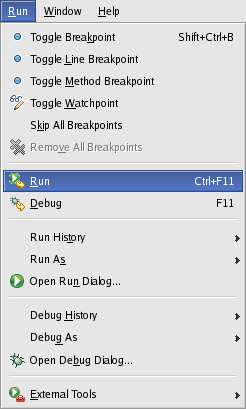 Run Window Help
Toggle Breakpoint Shift+Ctrl+B
Toggle Line Breakpoint
Toggle Method Breakpoint
Toggle Watchpoint
Skip All Breakpoints
Remove All Breakpoints
Run Ctrl+F11
Debug F11
Run History
Run As
Open Run Dialog...
Debug History
Debug As
Open Debug Dialog...
External Tools